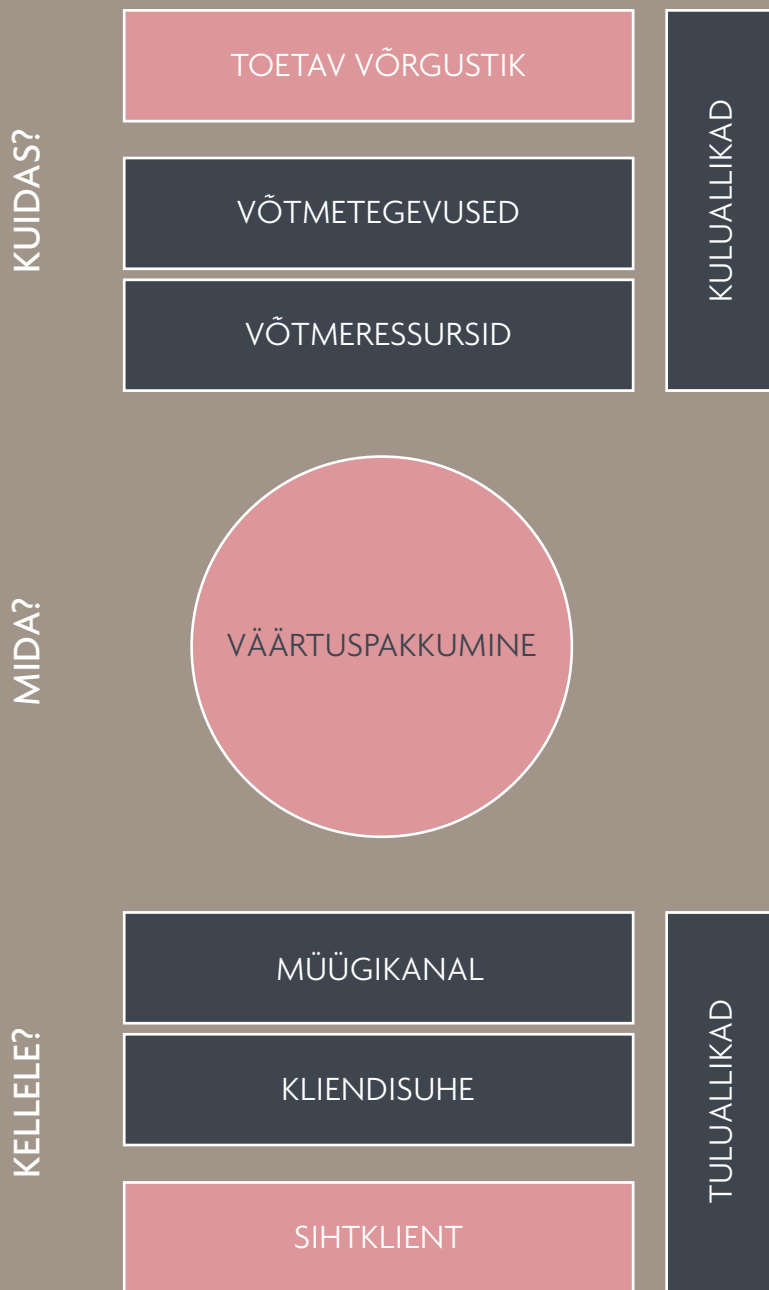 KUIDAS?
TOETAV VÕRGUSTIK
VÕTMETEGEVUSED
VÕTMERESSURSID
KULUALLIKAD
MIDA?
VÄÄRTUSPAKKUMINE
KELLELE?
MÜÜGIKANAL
KLIENDISUHE
SIHTKLIENT
TULUALLIKAD